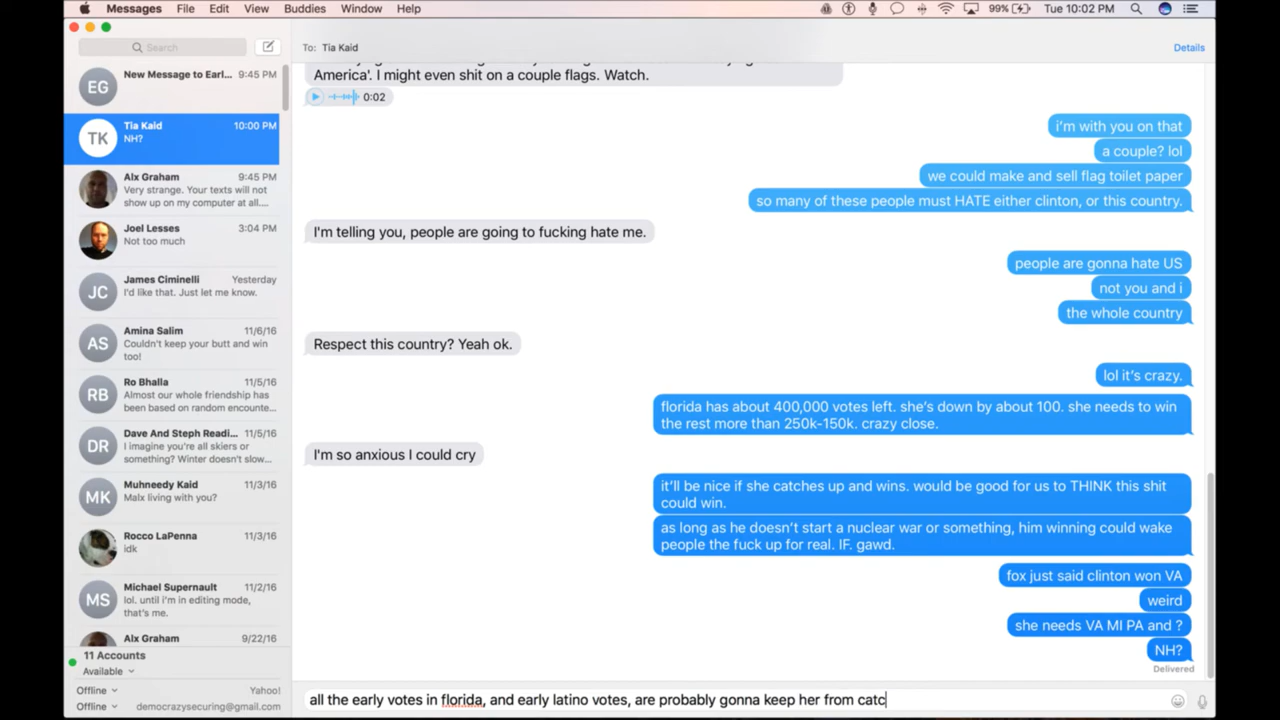 Messages File Edit View Buddies Window Help 99% Tue 10:02 PM
Search
To: Tia Kaid Details
New Message to Earl... 9:45 PM
EG
Tia Kaid 10:00 PM
TK
NH?
Alx Graham 9:45 PM
Very strange. Your texts will not
show up on my computer at all....
Joel Lesses 3:04 PM
Not too much
James Ciminelli Yesterday
JC
I'd like that. Just let me know.
Amina Salim 11/6/16
AS
Couldn't keep your butt and win
too!
Ro Bhalla 11/5/16
RB
Almost our whole friendship has
been based on random encounte...
Dave And Steph Readi... 11/5/16
DR
I imagine you're all skiers or
something? Winter doesn't slow...
Muhneedy Kaid 11/3/16
MK
Malx living with you?
Rocco LaPenna 11/3/16
idk
Michael Supernault 11/2/16
MS
lol. until i'm in editing mode,
that's me.
Alx Graham 9/22/16
11 Accounts
Available
Offline Yahoo!
Offline democrazysecuring@gmail.com
America'. I might even shit on a couple flags. Watch.
0:02
i'm with you on that
a couple? lol
we could make and sell flag toilet paper
so many of these people must HATE either clinton, or this country.
I'm telling you, people are going to fucking hate me.
people are gonna hate US
not you and i
the whole country
Respect this country? Yeah ok.
lol it's crazy.
florida has about 400,000 votes left. she's down by about 100. she needs to win
the rest more than 250k-150k. crazy close.
I'm so anxious I could cry
it'll be nice if she catches up and wins. would be good for us to THINK this shit
could win.
as long as he doesn't start a nuclear war or something, him winning could wake
people the fuck up for real. IF. gawd.
fox just said clinton won VA
weird
she needs VA MI PA and ?
NH?
Delivered
all the early votes in florida, and early latino votes, are probably gonna keep her from catc